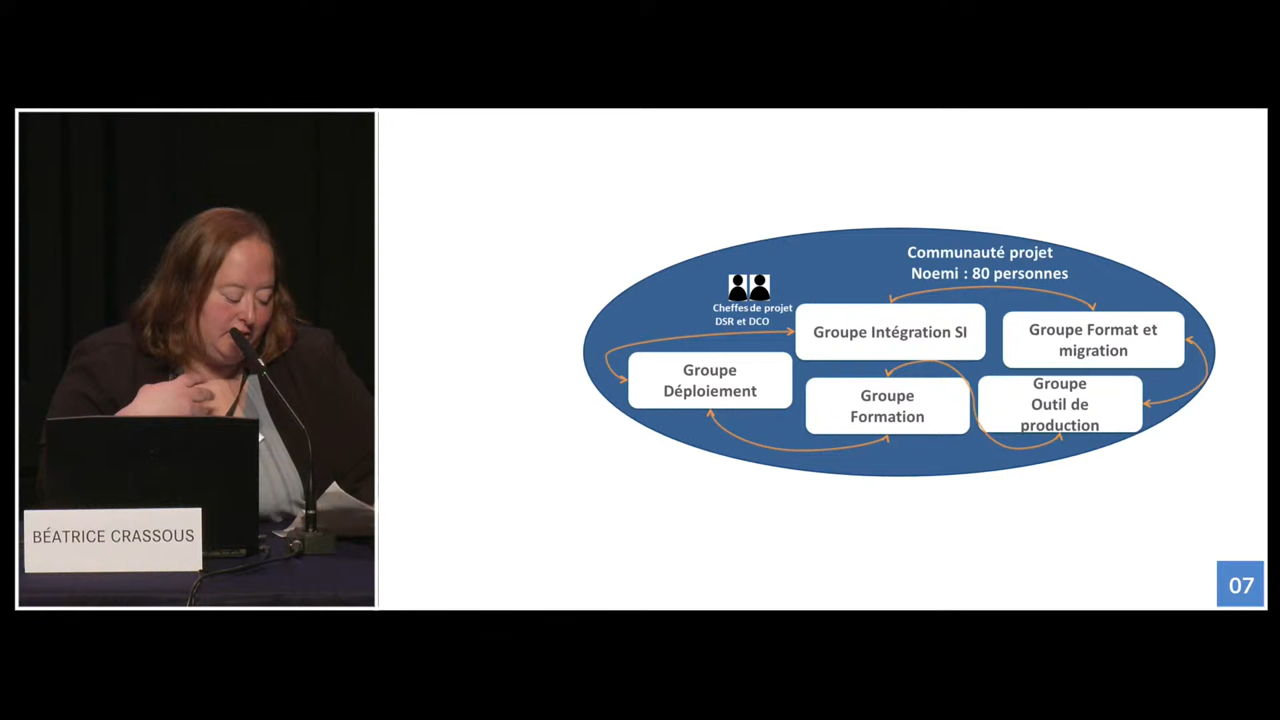 BÉATRICE CRASSOUS
Communauté projet
Noemi : 80 personnes
Cheffes de projet
DSR et DCO
Groupe Intégration SI
Groupe Format et
migration
Groupe
Déploiement
Groupe
Formation
Groupe
Outil de
production
07